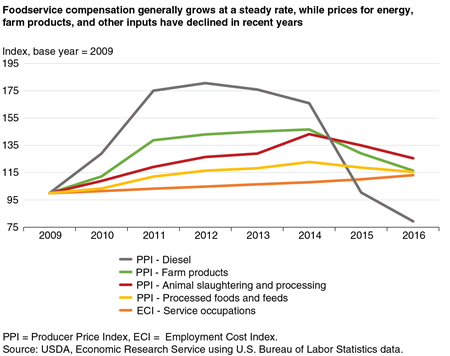 Foodservice compensation generally grows at a steady rate, while prices for energy,
farm products, and other inputs have declined in recent years
Index, base year = 2009
195
175
155
135
115
95
75
2009 2010 2011 2012 2013 2014 2015 2016
PPI - Diesel
PPI - Farm products
PPI - Animal slaughtering and processing
PPI - Processed foods and feeds
ECI - Service occupations
PPI = Producer Price Index, ECI = Employment Cost Index.
Source: USDA, Economic Research Service using U.S. Bureau of Labor Statistics data.